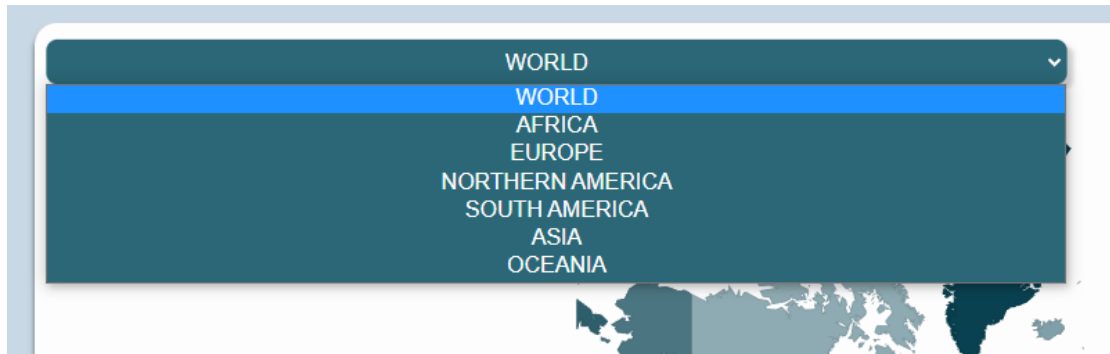 WORLD
WORLD
AFRICA
EUROPE
NORTHERN AMERICA
SOUTH AMERICA
ASIA
OCEANIA